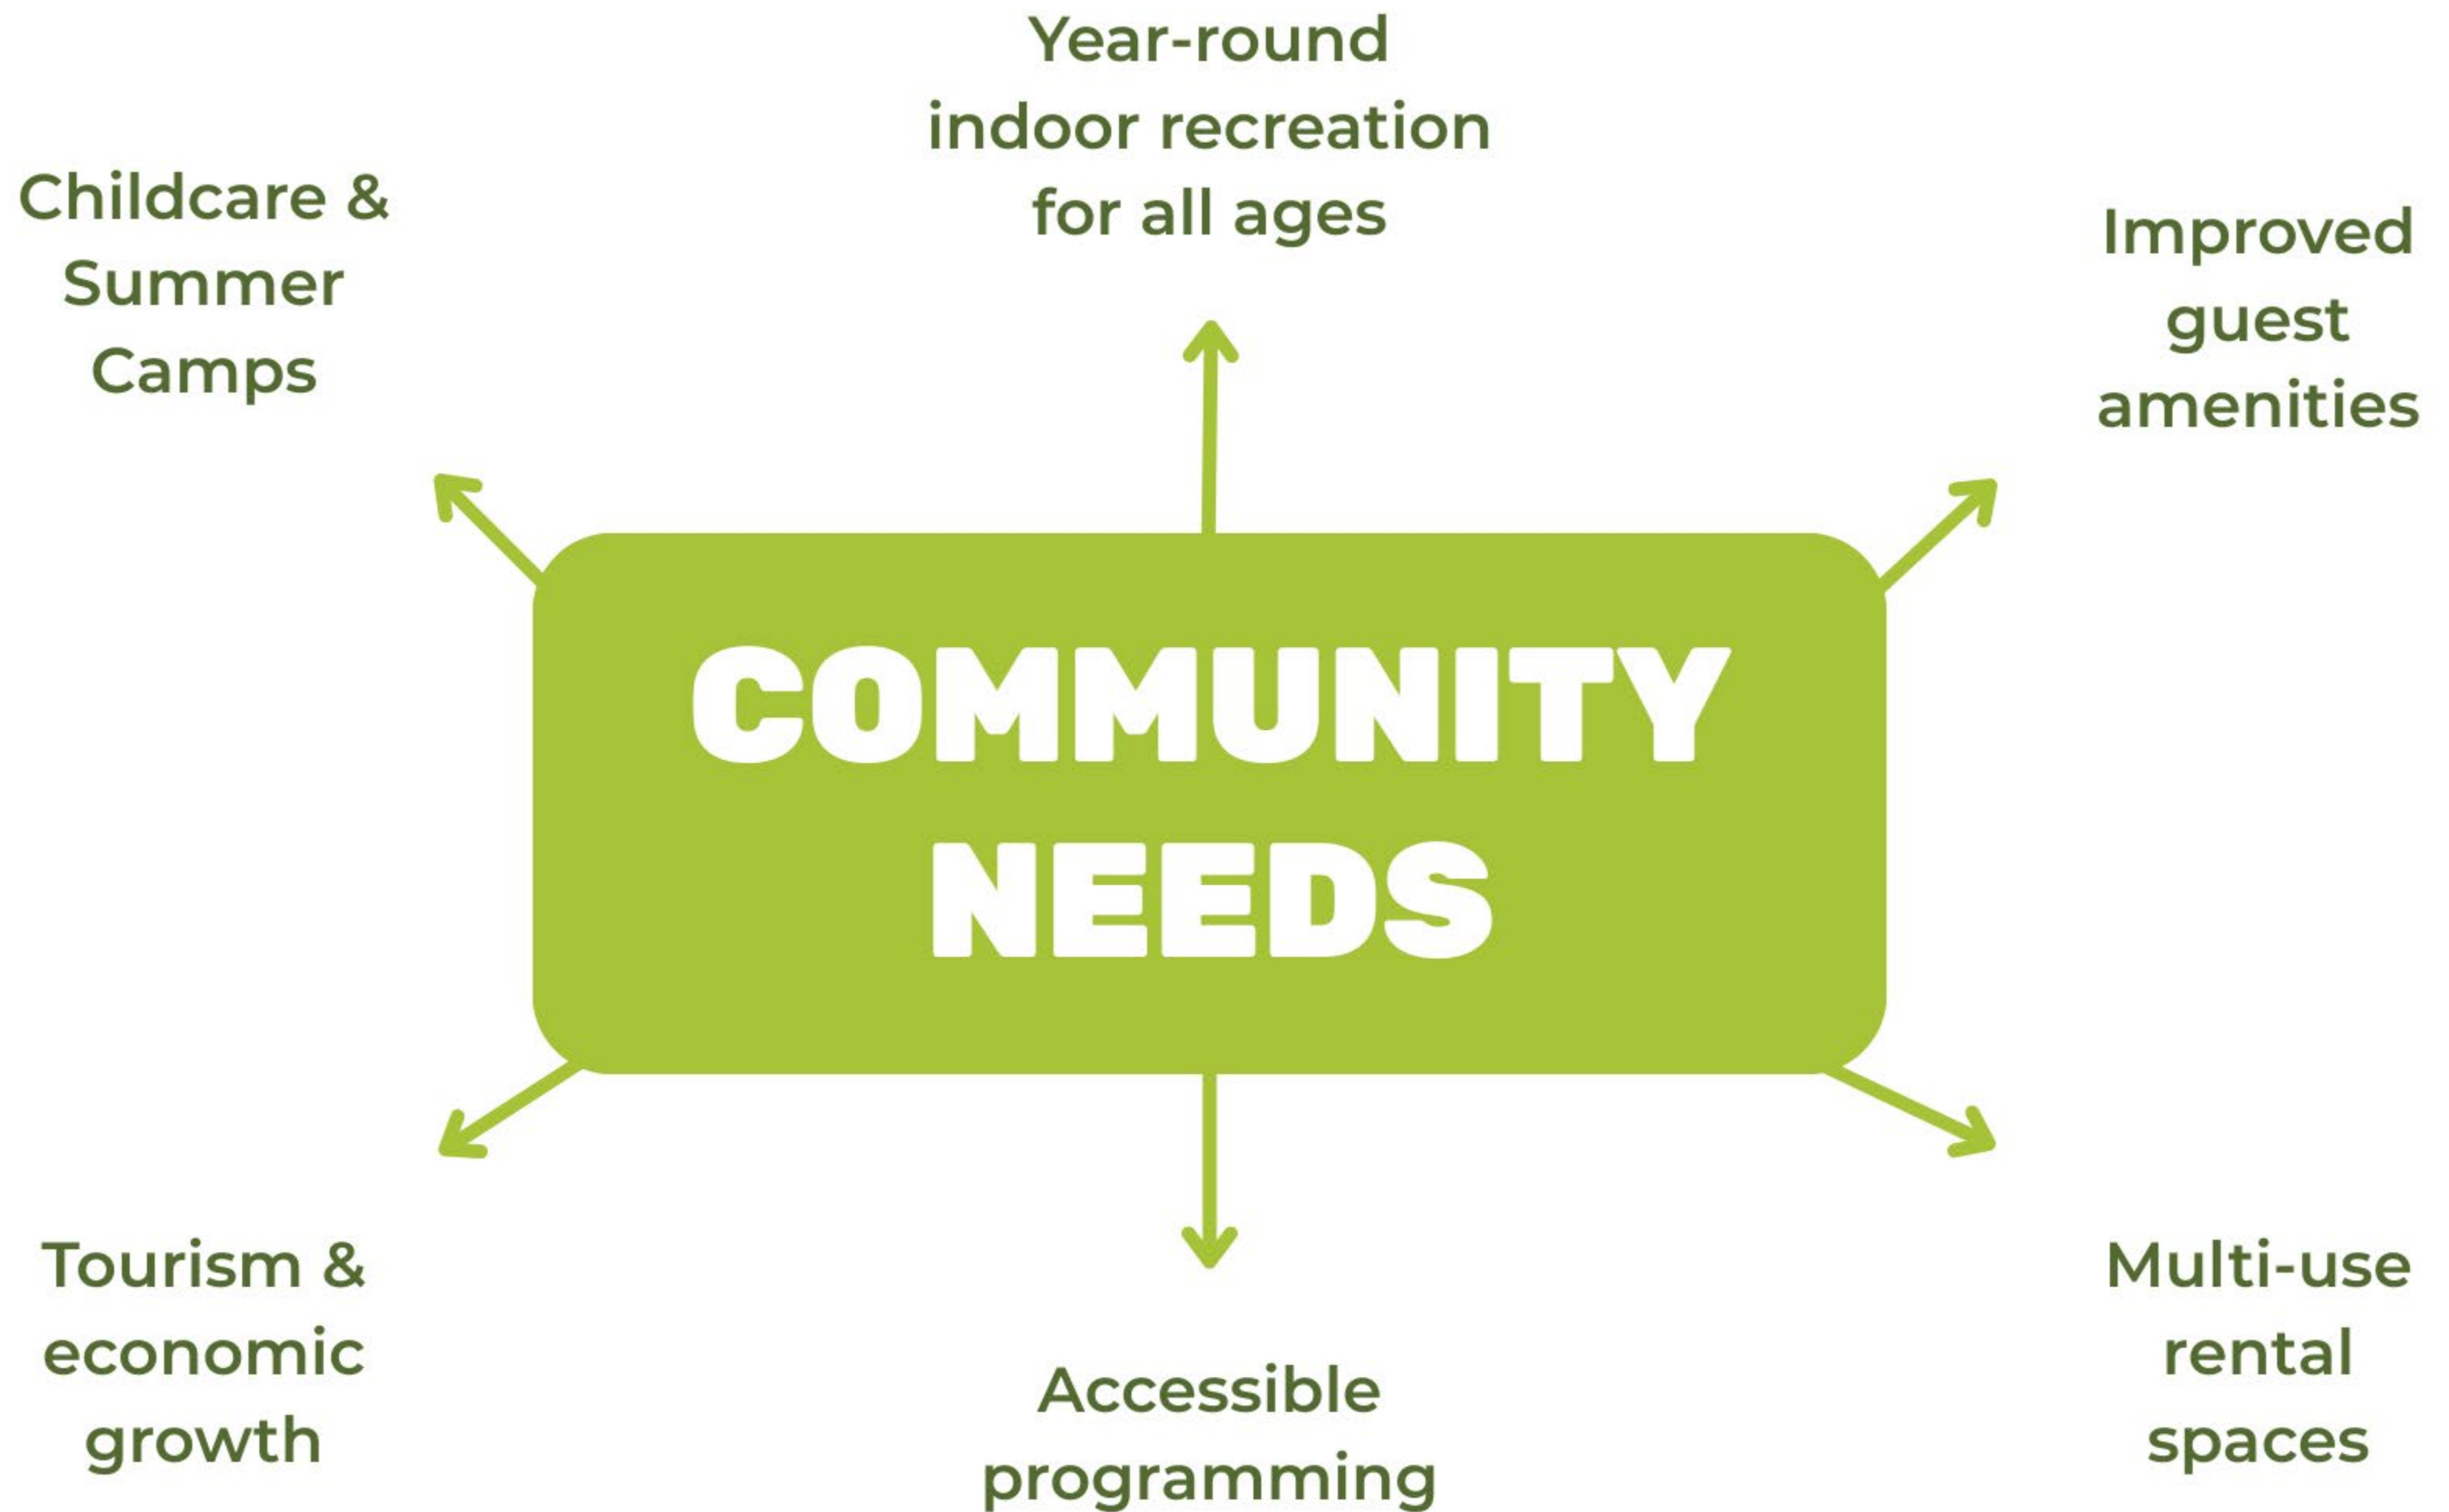 Year-round
indoor recreation
for all ages
Childcare &
Summer
Camps
Improved
guest
amenities
COMMUNITY
NEEDS
Tourism &
economic
growth
Accessible
programming
Multi-use
rental
spaces